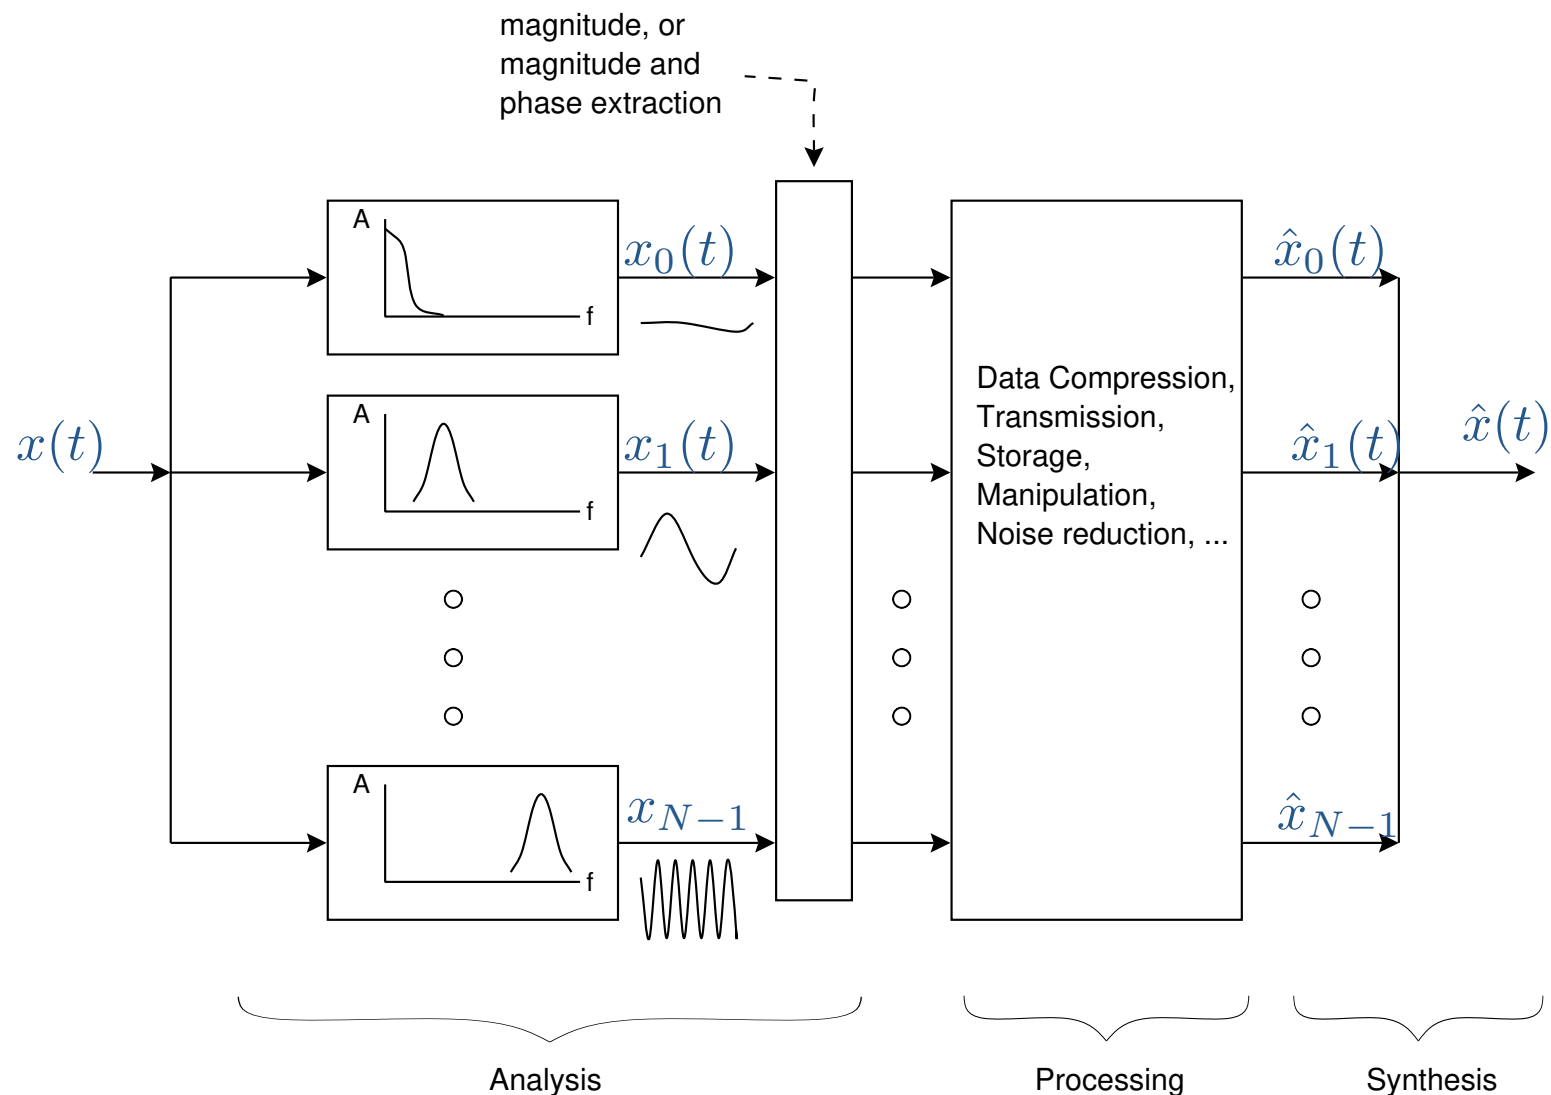 magnitude, or
magnitude and
phase extraction
A
f
x_0(t)
x̂_0(t)
x(t)
A
f
x_1(t)
Data Compression,
Transmission,
Storage,
Manipulation,
Noise reduction, ...
x̂_1(t)
x̂(t)
A
f
x_{N-1}
x̂_{N-1}
Analysis
Processing
Synthesis